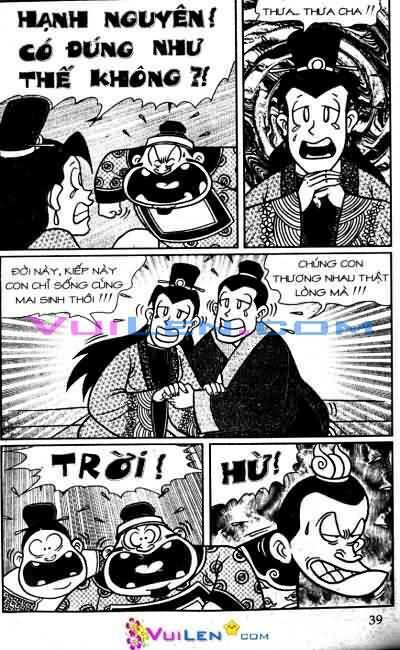 HẠNH NGUYÊN!
CÓ ĐÚNG NHƯ
THẾ KHÔNG?!
THƯA... THƯA CHA!!
ĐỜI NÀY, KIẾP NÀY
CON CHỈ SỐNG CÙNG
MAI SINH THÔI!!!
CHÚNG CON
THƯƠNG NHAU THẬT
LÒNG MÀ!!!
VUILEN.COM
TRỜI!
HỪ!
39
VUILEN.COM